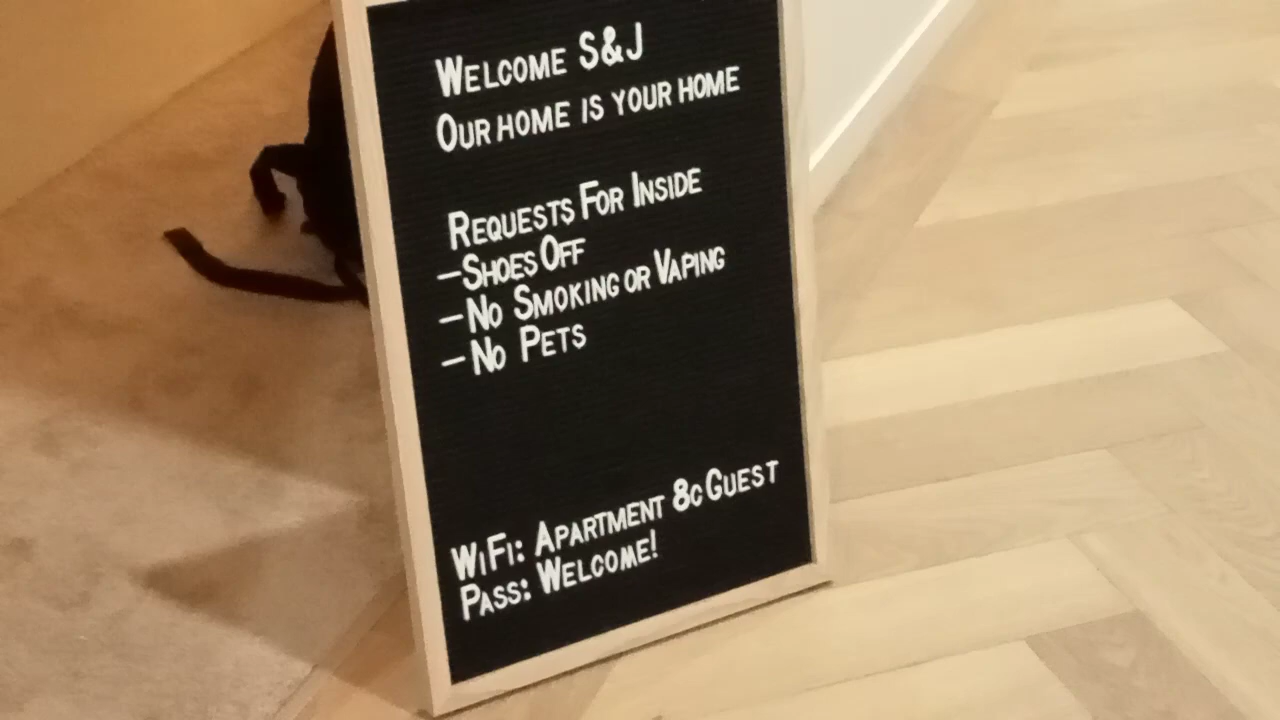 Welcome S&J
Our home is your home
Requests For Inside
-Shoes Off
-No Smoking or Vaping
-No Pets
WiFi: Apartment 8c Guest
Pass: Welcome!